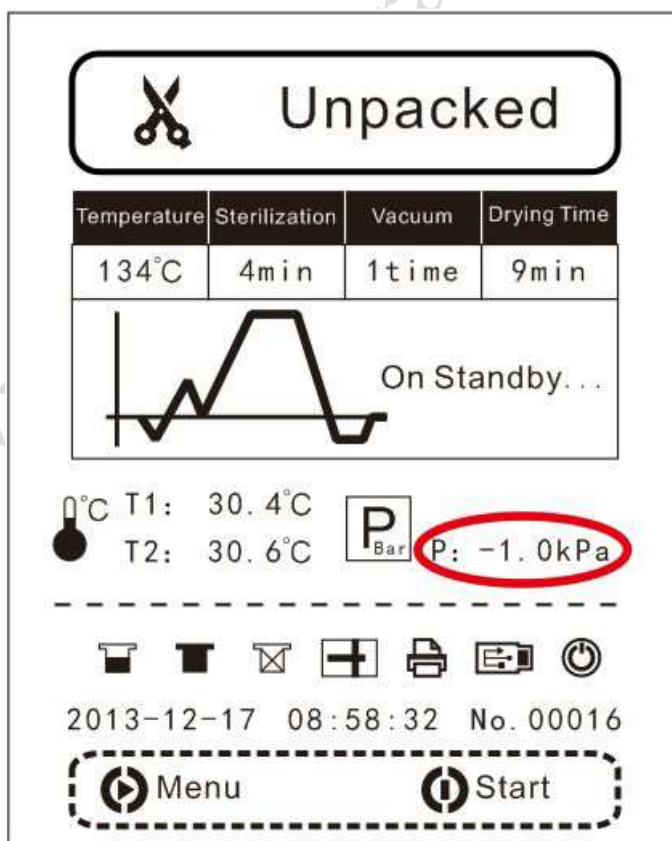 Unpacked
Temperature Sterilization Vacuum Drying Time
134°C 4min 1time 9min
On Standby...
°C T1: 30.4°C
T2: 30.6°C
P Bar P: -1.0kPa
2013-12-17 08:58:32 No.00016
Menu Start